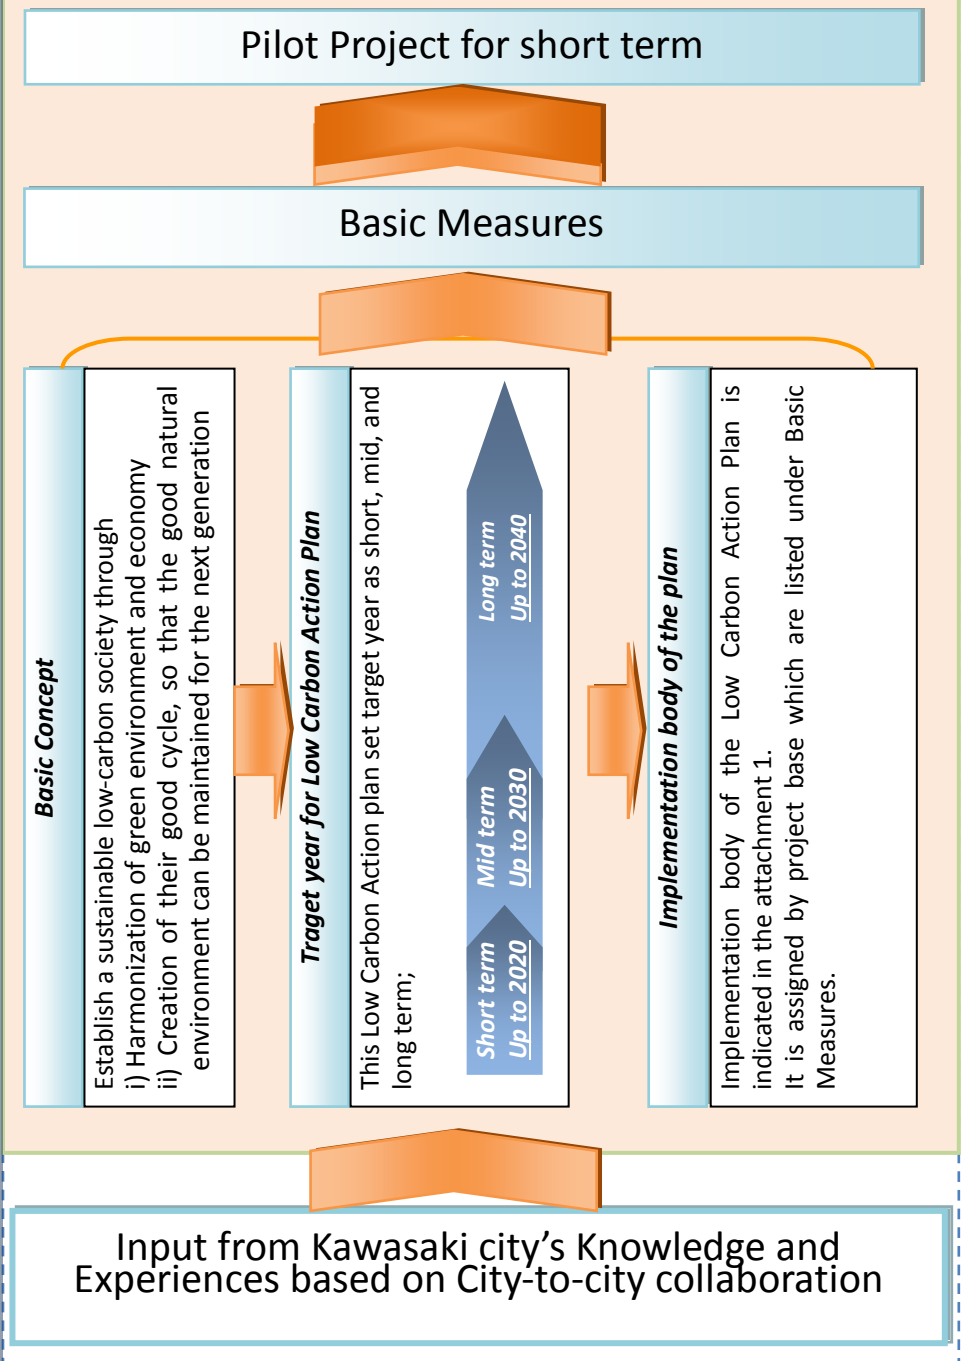 Pilot Project for short term
Basic Measures
Basic Concept
Establish a sustainable low-carbon society through
i) Harmonization of green environment and economy
ii) Creation of their good cycle, so that the good natural
environment can be maintained for the next generation
Traget year for Low Carbon Action Plan
This Low Carbon Action plan set target year as short, mid, and
long term;
Short term
Up to 2020
Mid term
Up to 2030
Long term
Up to 2040
Implementation body of the plan
Implementation body of the Low Carbon Action Plan is
indicated in the attachment 1.
It is assigned by project base which are listed under Basic
Measures.
Input from Kawasaki city’s Knowledge and
Experiences based on City-to-city collaboration